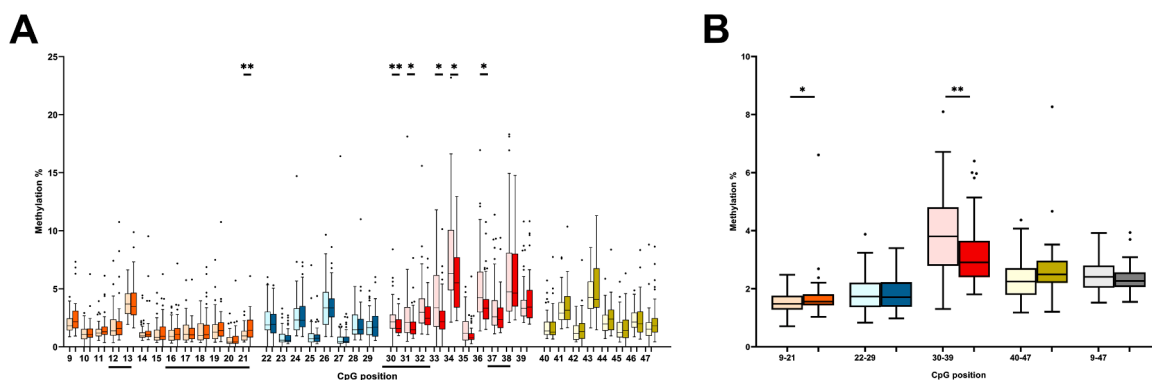 A
25
20
15
10
5
0
Methylation %
** ** * * * *
9 10 11 12 13 14 15 16 17 18 19 20 21 22 23 24 25 26 27 28 29 30 31 32 33 34 35 36 37 38 39 40 41 42 43 44 45 46 47
CpG position
B
10
8
6
4
2
0
Methylation %
* **
9-21 22-29 30-39 40-47 9-47
CpG position